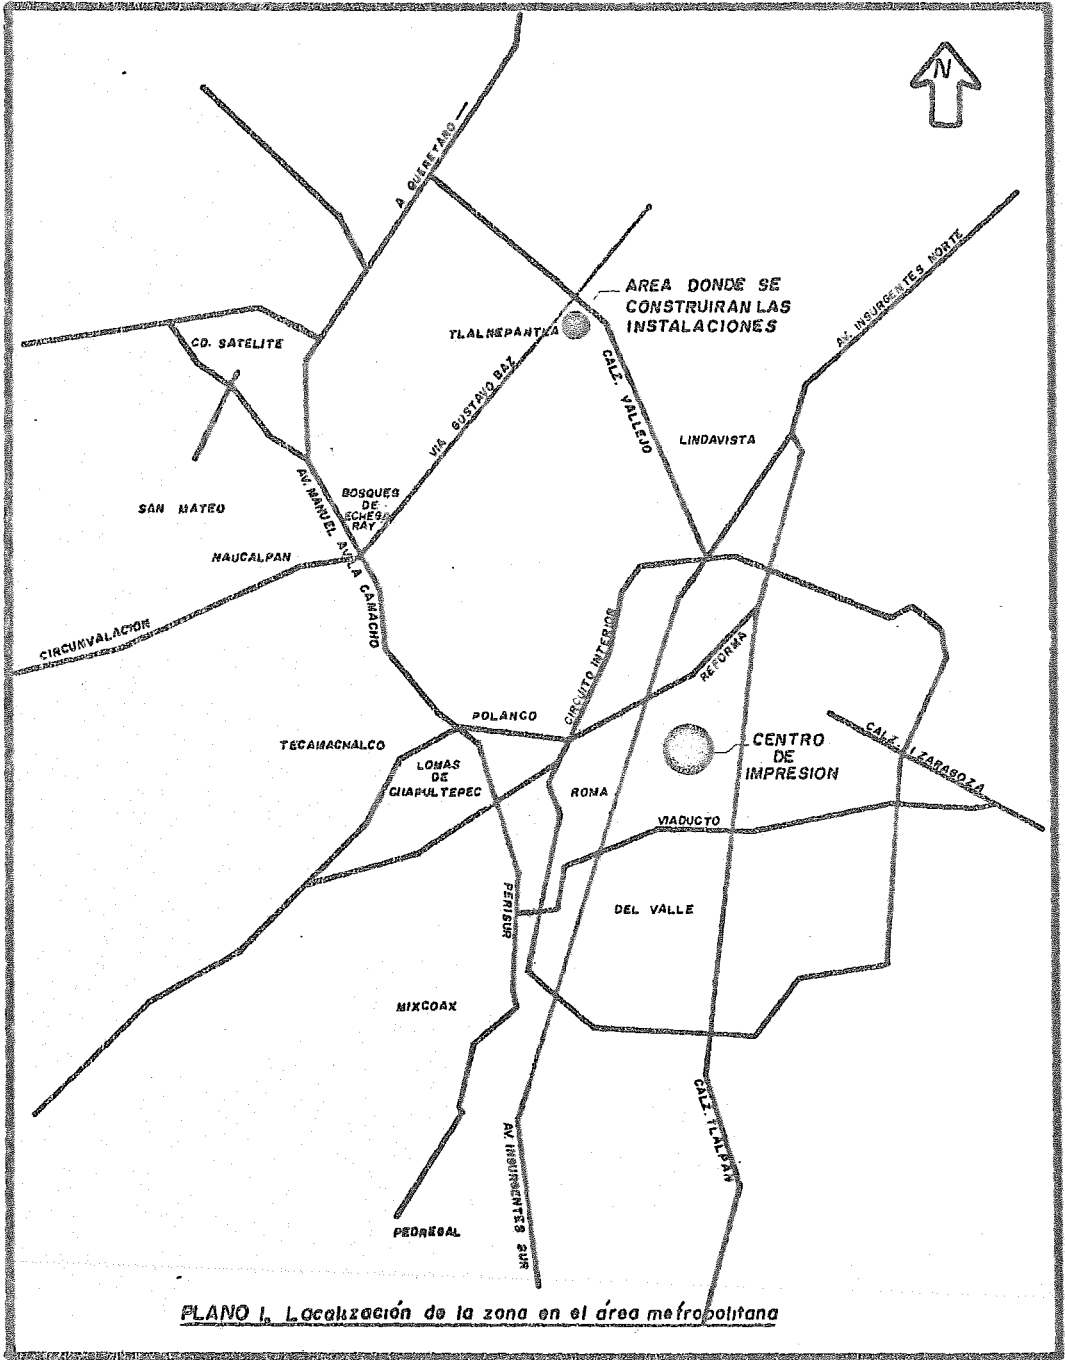 N
A QUERETARO
AREA DONDE SE
CONSTRUIRAN LAS
INSTALACIONES
AV. INSURGENTES NORTE
TLALNEPANTLA
CD. SATELITE
VIA GUSTAVO BAZ
CALZ. VALLEJO
LINDAVISTA
SAN MATEO
BOSQUES
DE
ECHEGA
RAY
AV. MANUEL AVILA CAMACHO
NAUCALPAN
CIRCUNVALACION
CIRCUITO INTERIOR
REFORMA
POLANCO
TECAMACHALCO
LOMAS
DE
CHAPULTEPEC
ROMA
CENTRO
DE
IMPRESION
CALZ. I ZARAGOZA
VIADUCTO
PERISUR
DEL VALLE
MIXCOAX
CALZ. TLALPAN
AV. INSURGENTES SUR
PEDREGAL
PLANO 1. Localización de la zona en el área metropolitana